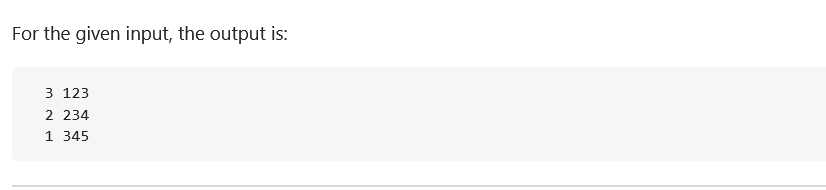 For the given input, the output is:
3 123
2 234
1 345